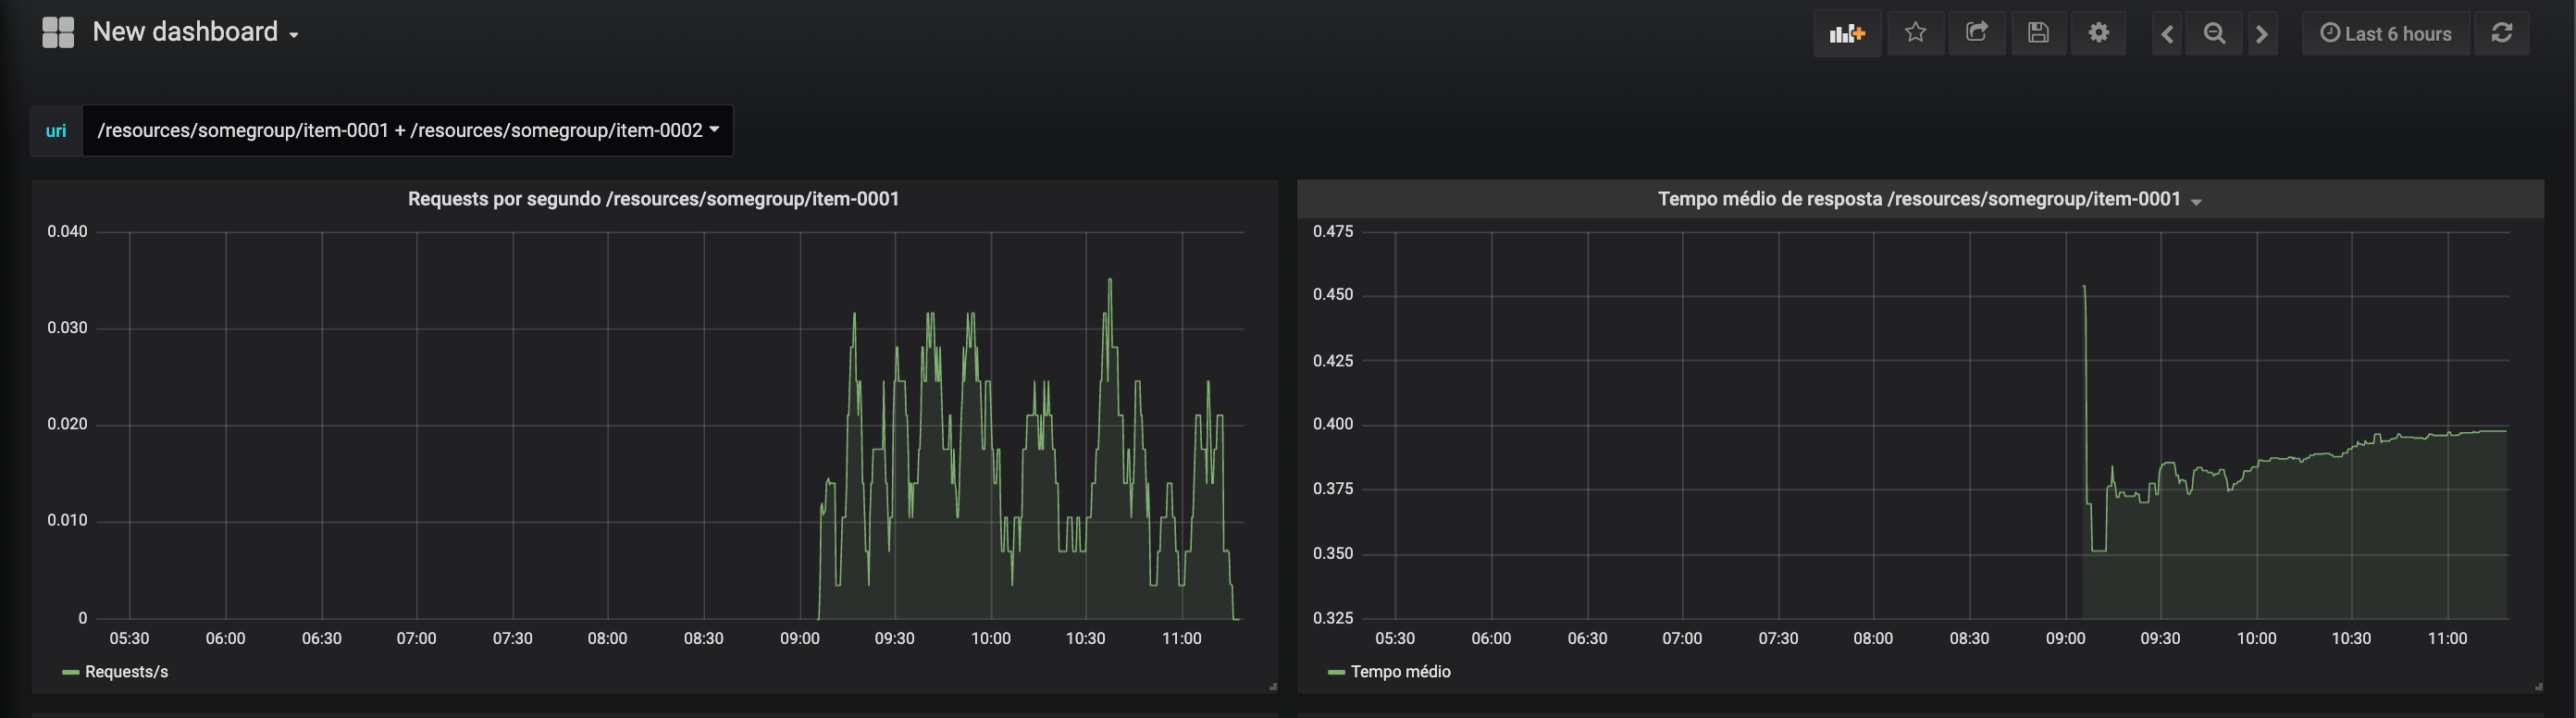 New dashboard
Last 6 hours
uri /resources/somegroup/item-0001 + /resources/somegroup/item-0002
Requests por segundo /resources/somegroup/item-0001
0.040
0.030
0.020
0.010
0
05:30 06:00 06:30 07:00 07:30 08:00 08:30 09:00 09:30 10:00 10:30 11:00
Requests/s
Tempo médio de resposta /resources/somegroup/item-0001
0.475
0.450
0.425
0.400
0.375
0.350
0.325
05:30 06:00 06:30 07:00 07:30 08:00 08:30 09:00 09:30 10:00 10:30 11:00
Tempo médio